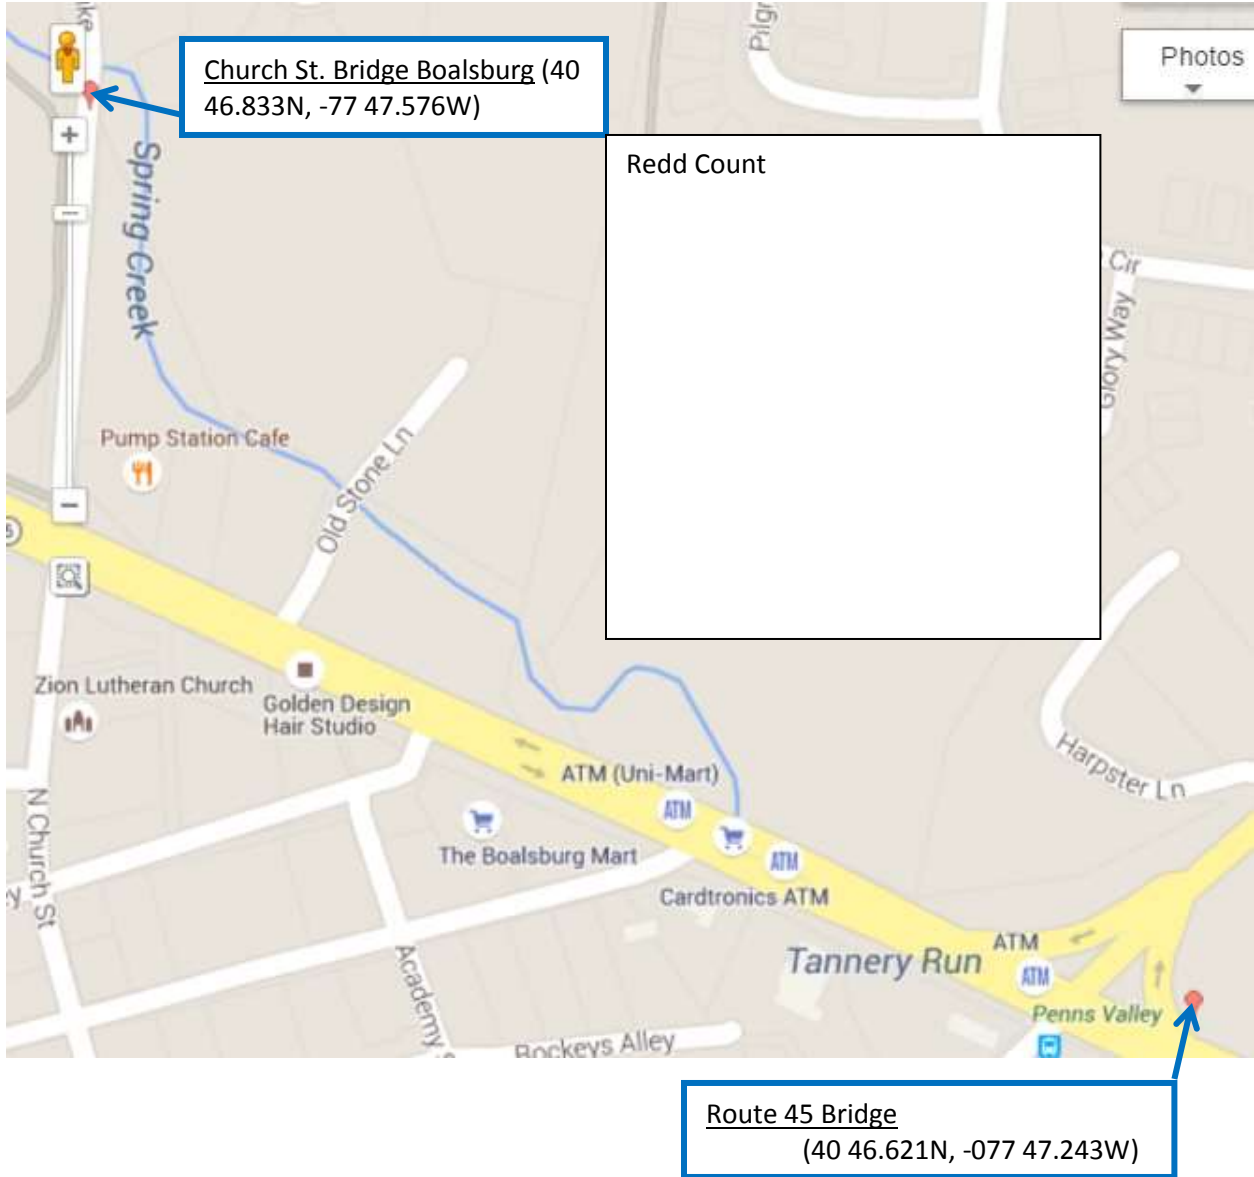 ke
Pilgr
Photos
Church St. Bridge Boalsburg (40
46.833N, -77 47.576W)
Redd Count
Spring Creek
Cir
Glory Way
Pump Station Cafe
Old Stone Ln
Zion Lutheran Church
Golden Design
Hair Studio
ATM (Uni-Mart)
ATM
Harpster Ln
N Church St
The Boalsburg Mart
ATM
Cardtronics ATM
Academy S
Tannery Run
ATM
ATM
Penns Valley
Rockeys Alley
Route 45 Bridge
(40 46.621N, -077 47.243W)